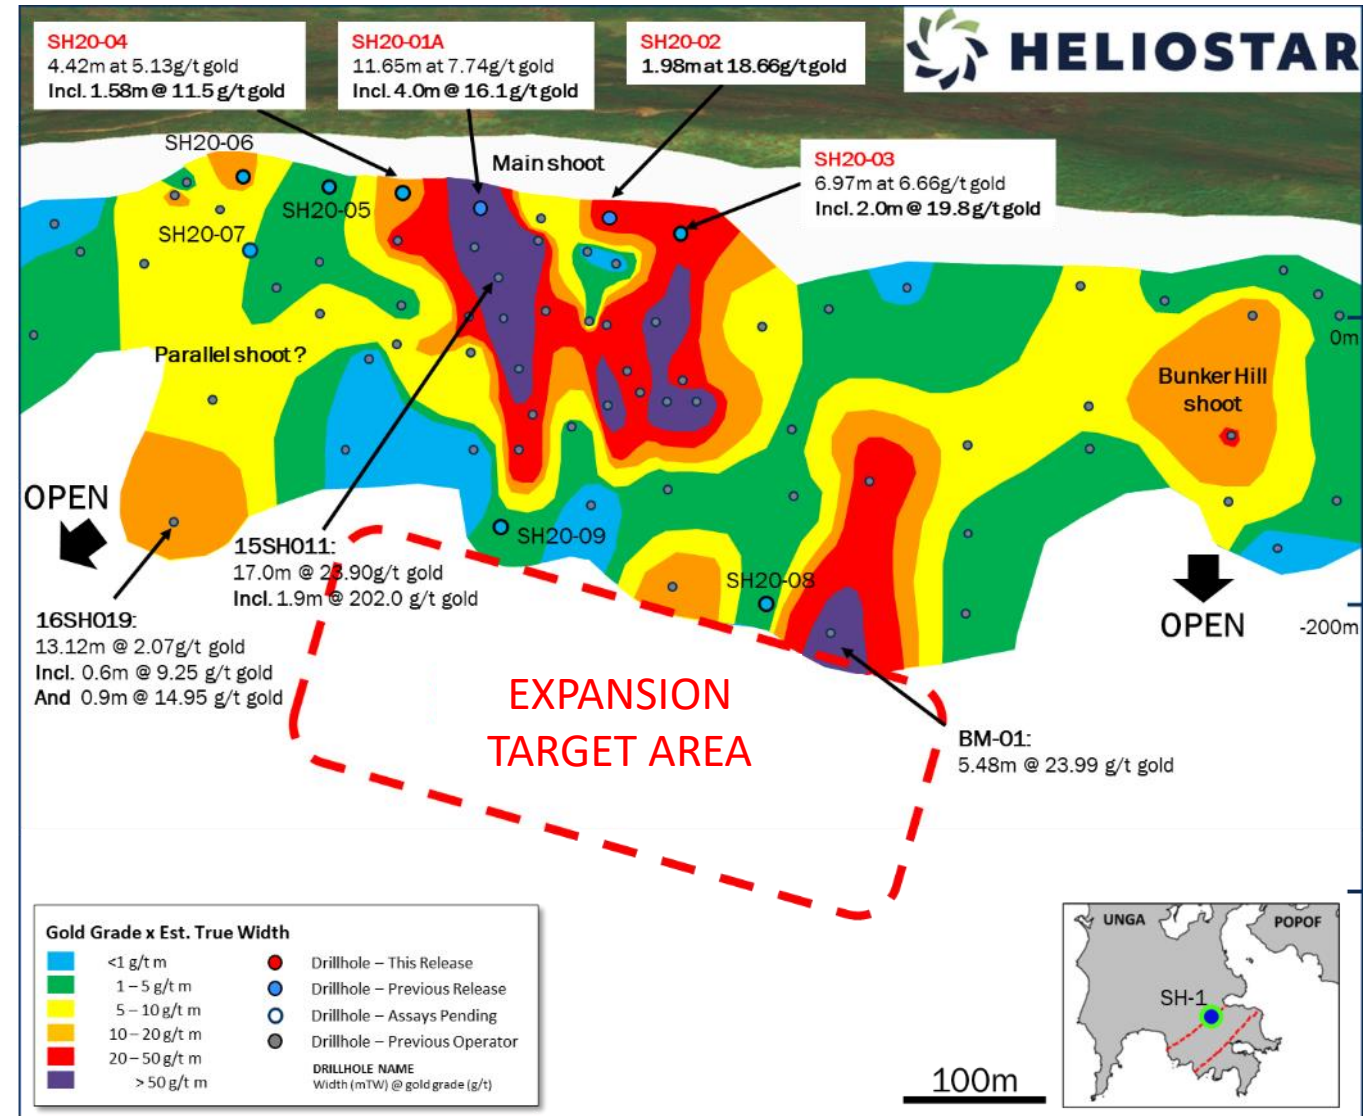 HELIOSTAR
SH20-04
4.42m at 5.13g/t gold
Incl. 1.58m @ 11.5 g/t gold
SH20-01A
11.65m at 7.74g/t gold
Incl. 4.0m @ 16.1g/t gold
SH20-02
1.98m at 18.66g/t gold
SH20-03
6.97m at 6.66g/t gold
Incl. 2.0m @ 19.8g/t gold
SH20-06
Main shoot
SH20-05
SH20-07
0m
Parallel shoot ?
Bunker Hill
shoot
OPEN
SH20-09
15SH011:
17.0m @ 23.90g/t gold
Incl. 1.9m @ 202.0 g/t gold
SH20-08
16SH019:
13.12m @ 2.07g/t gold
Incl. 0.6m @ 9.25 g/t gold
And 0.9m @ 14.95 g/t gold
OPEN
-200m
EXPANSION
TARGET AREA
BM-01:
5.48m @ 23.99 g/t gold
Gold Grade x Est. True Width
<1 g/t m
1 – 5 g/t m
5 – 10 g/t m
10 – 20 g/t m
20 – 50 g/t m
> 50 g/t m
Drillhole – This Release
Drillhole – Previous Release
Drillhole – Assays Pending
Drillhole – Previous Operator
DRILLHOLE NAME
Width (mTW) @ gold grade (g/t)
100m
UNGA
POPOF
SH-1